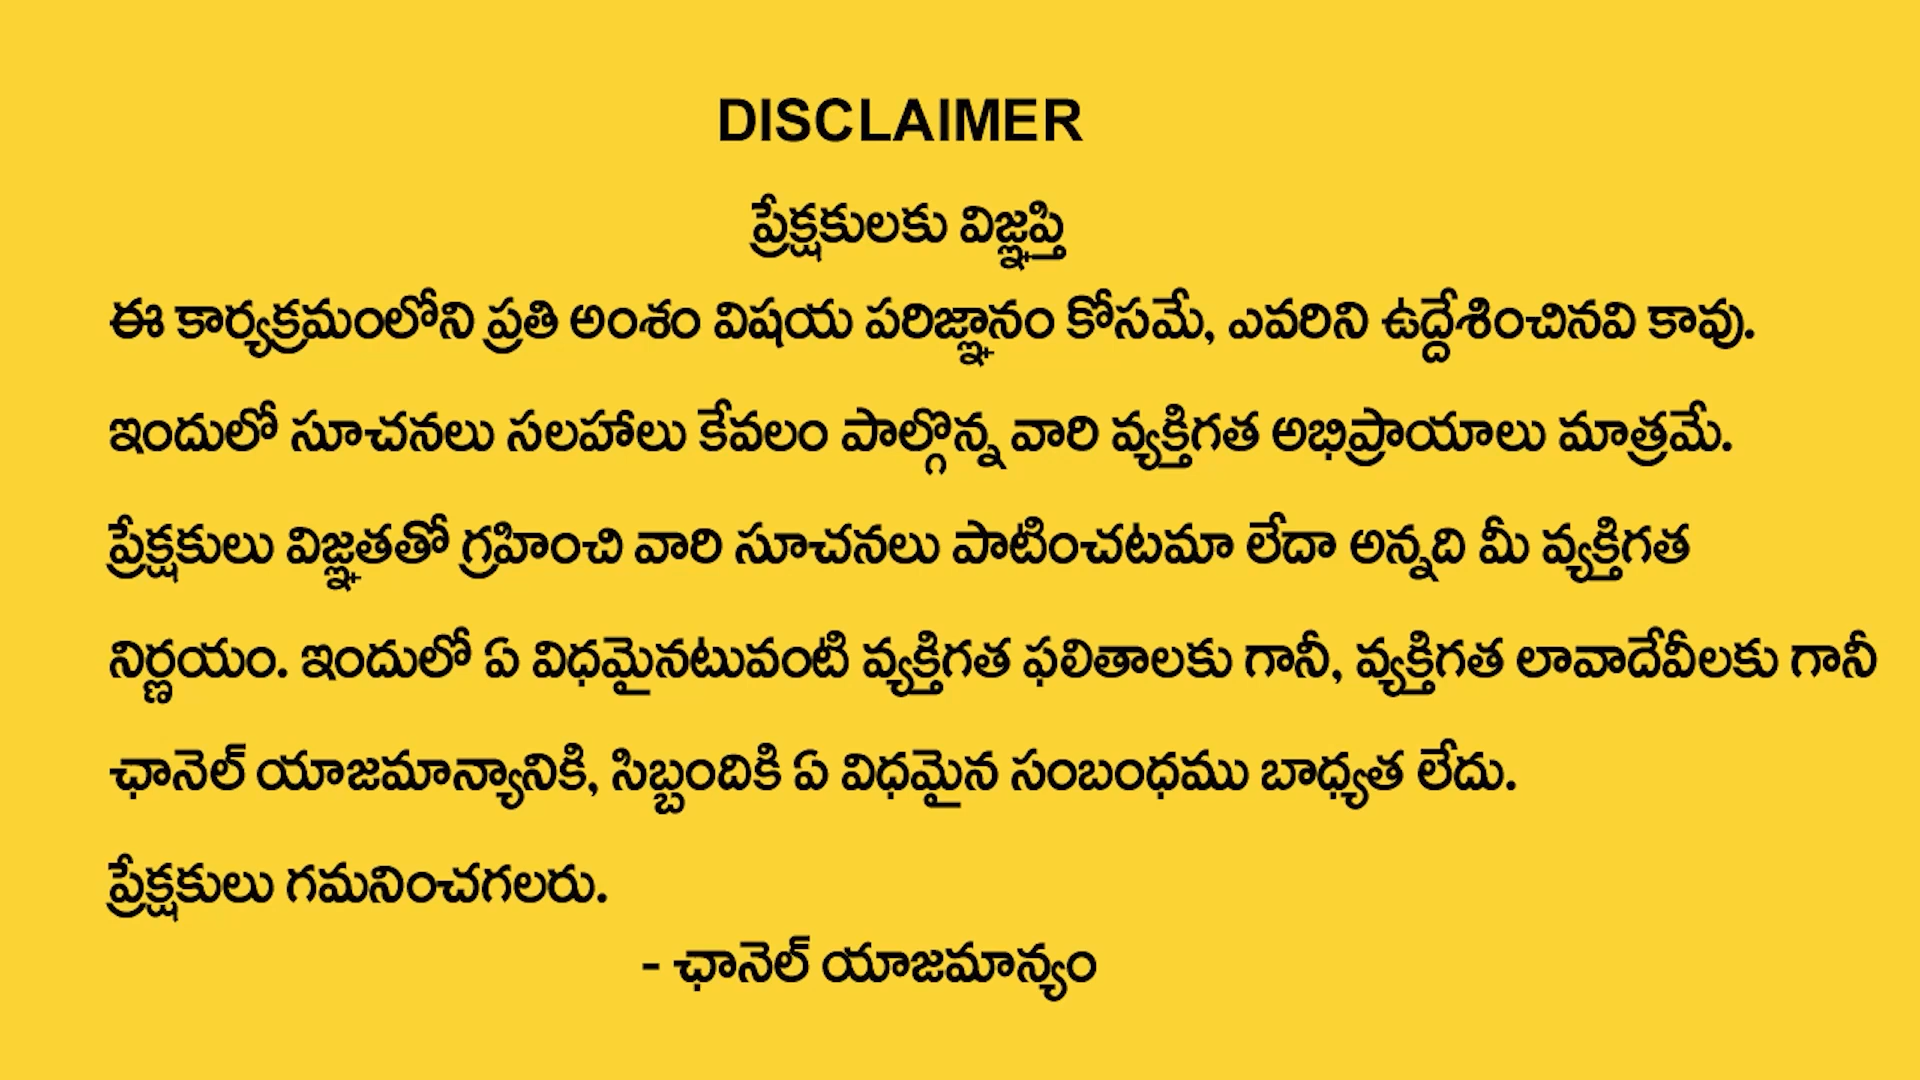 DISCLAIMER
ప్రేక్షకులకు విజ్ఞప్తి
ఈ కార్యక్రమంలోని ప్రతి అంశం విషయ పరిజ్ఞానం కోసమే, ఎవరిని ఉద్దేశించినవి కావు.
ఇందులో సూచనలు సలహాలు కేవలం పాల్గొన్న వారి వ్యక్తిగత అభిప్రాయాలు మాత్రమే.
ప్రేక్షకులు విజ్ఞతతో గ్రహించి వారి సూచనలు పాటించటమా లేదా అన్నది మీ వ్యక్తిగత
నిర్ణయం. ఇందులో ఏ విధమైనటువంటి వ్యక్తిగత ఫలితాలకు గానీ, వ్యక్తిగత లావాదేవీలకు గానీ
ఛానెల్ యాజమాన్యానికి, సిబ్బందికి ఏ విధమైన సంబంధము బాధ్యత లేదు.
ప్రేక్షకులు గమనించగలరు.
- ఛానెల్ యాజమాన్యం